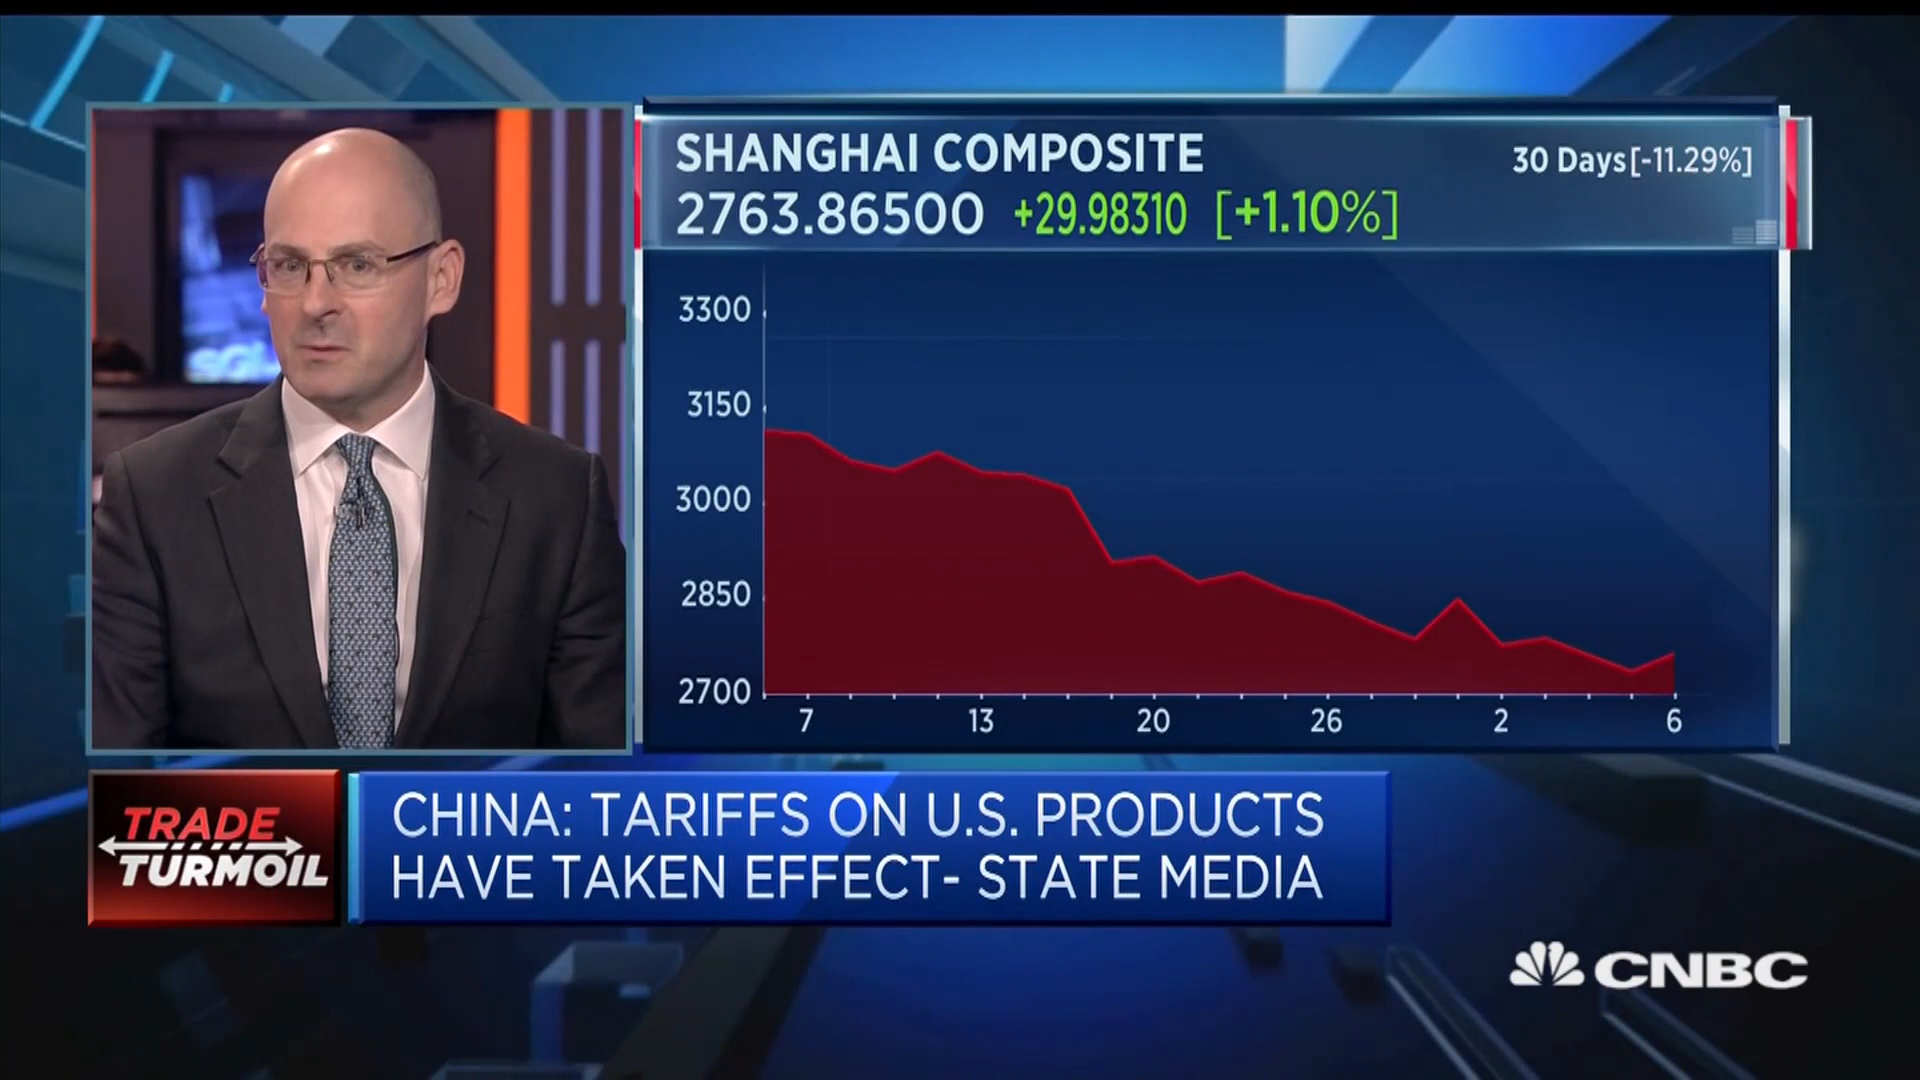 SHANGHAI COMPOSITE
30 Days[-11.29%]
2763.86500 +29.98310 [+1.10%]
3300
3150
3000
2850
2700
7 13 20 26 2 6
TRADE
TURMOIL
CHINA: TARIFFS ON U.S. PRODUCTS
HAVE TAKEN EFFECT- STATE MEDIA
CNBC